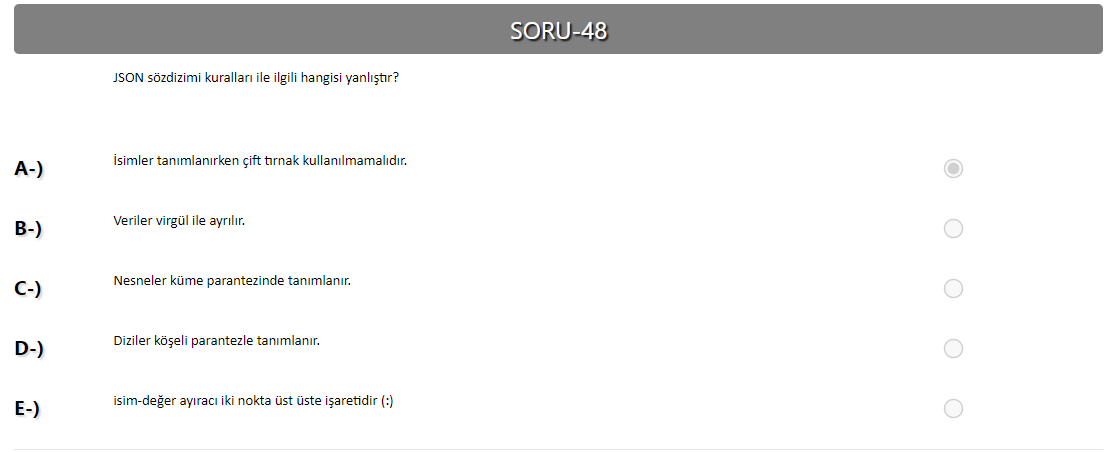 SORU-48
JSON sözdizimi kuralları ile ilgili hangisi yanlıştır?
A-) İsimler tanımlanırken çift tırnak kullanılmamalıdır.
B-) Veriler virgül ile ayrılır.
C-) Nesneler küme parantezinde tanımlanır.
D-) Diziler köşeli parantezle tanımlanır.
E-) isim-değer ayıracı iki nokta üst üste işaretidir (:)